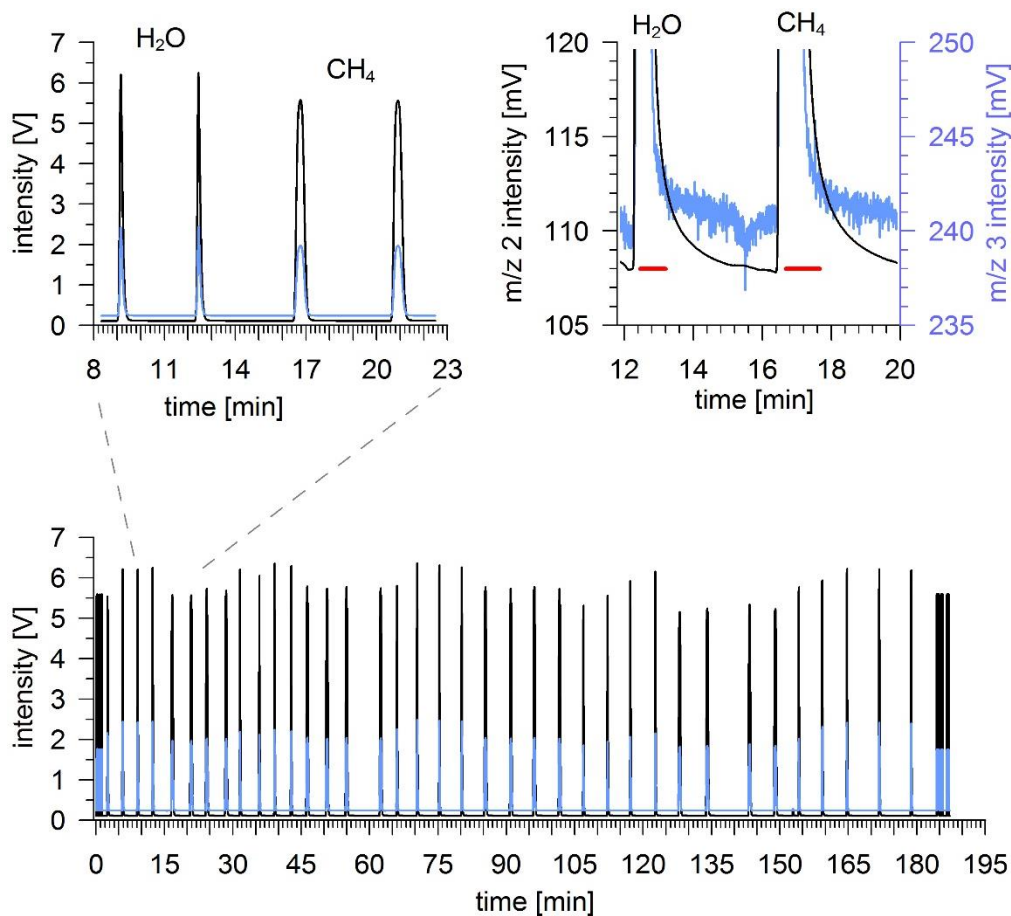 H₂O
CH₄
intensity [V]
7
6
5
4
3
2
1
0
8 11 14 17 20 23
time [min]
H₂O
CH₄
m/z 2 intensity [mV]
120
115
110
105
12 14 16 18 20
time [min]
250
245
240
235
m/z 3 intensity [mV]
intensity [V]
7
6
5
4
3
2
1
0
0 15 30 45 60 75 90 105 120 135 150 165 180 195
time [min]